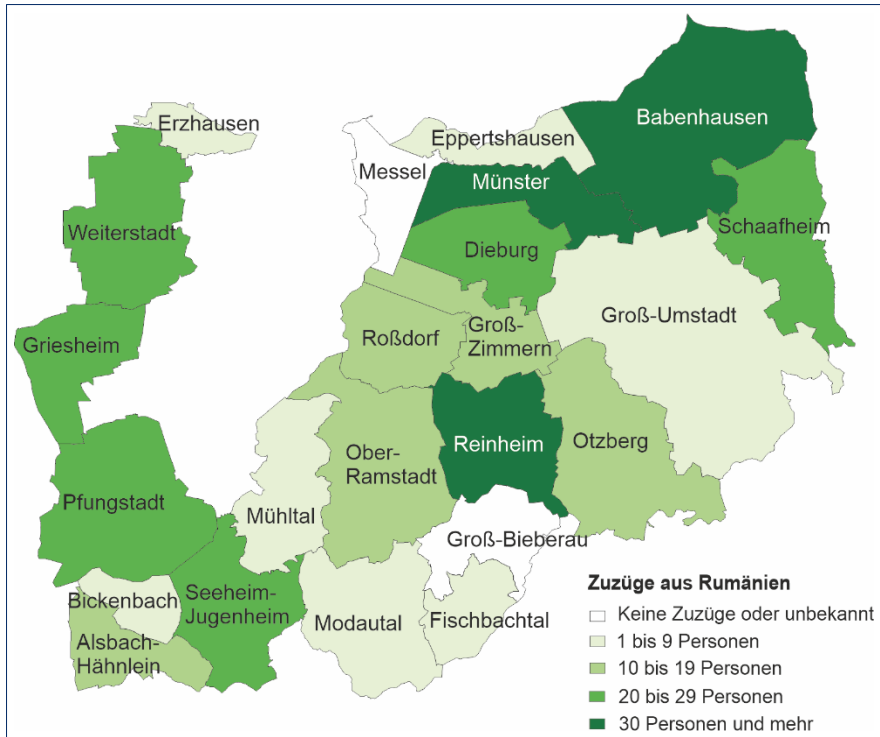 Erzhausen
Eppertshausen
Babenhausen
Messel
Münster
Weiterstadt
Dieburg
Schaafheim
Griesheim
Roßdorf
Groß-
Zimmern
Groß-Umstadt
Ober-
Ramstadt
Reinheim
Otzberg
Pfungstadt
Mühltal
Groß-Bieberau
Bickenbach
Seeheim-
Jugenheim
Alsbach-
Hähnlein
Modautal
Fischbachtal
Zuzüge aus Rumänien
Keine Zuzüge oder unbekannt
1 bis 9 Personen
10 bis 19 Personen
20 bis 29 Personen
30 Personen und mehr